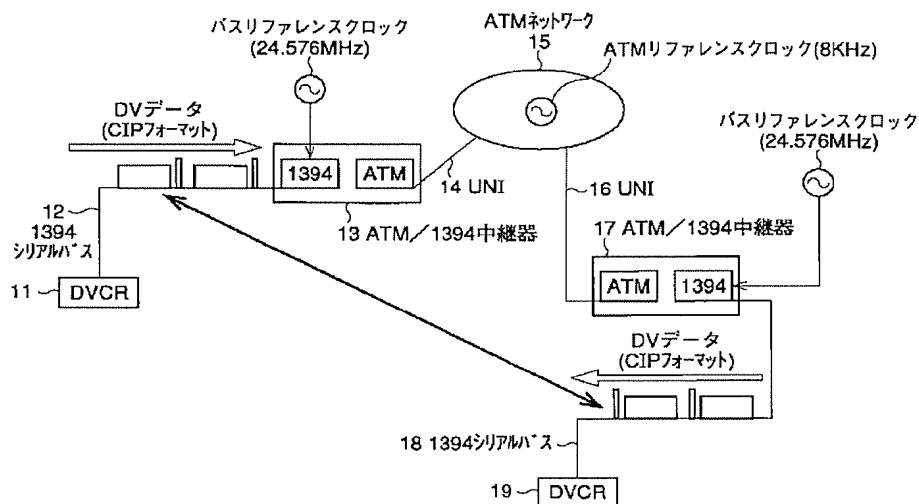 バスリファレンスクロック
(24.576MHz)
ATMネットワーク
15
ATMリファレンスクロック(8KHz)
DVデータ
(CIPフォーマット)
1394
ATM
14 UNI
13 ATM/1394中継器
12
1394
シリアルバス
11
DVCR
バスリファレンスクロック
(24.576MHz)
16 UNI
17 ATM/1394中継器
ATM
1394
DVデータ
(CIPフォーマット)
18 1394シリアルバス
19
DVCR